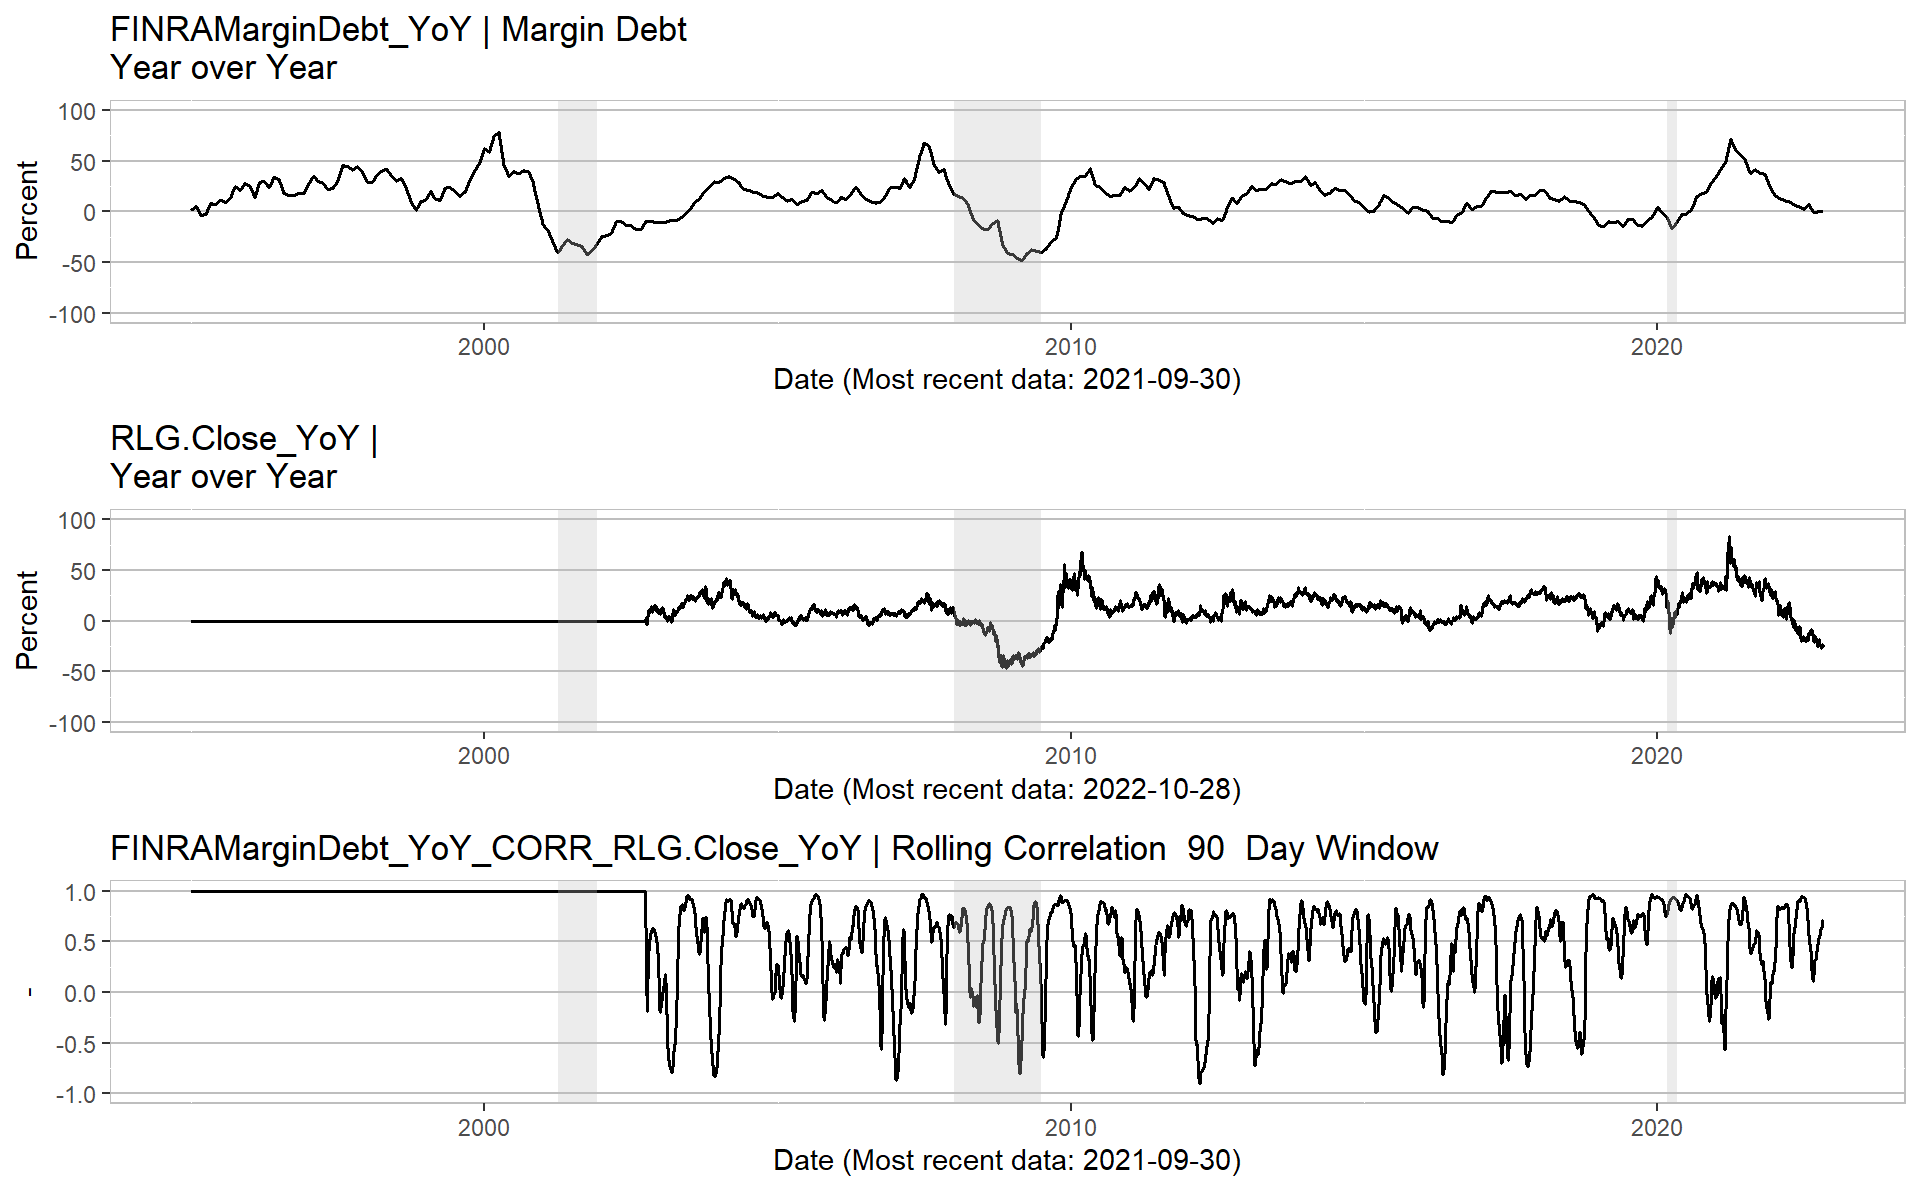 FINRAMarginDebt_YoY | Margin Debt
Year over Year
100
50
0
-50
-100
Percent
2000 2010 2020
Date (Most recent data: 2021-09-30)
RLG.Close_YoY |
Year over Year
100
50
0
-50
-100
Percent
2000 2010 2020
Date (Most recent data: 2022-10-28)
FINRAMarginDebt_YoY_CORR_RLG.Close_YoY | Rolling Correlation  90  Day Window
1.0
0.5
0.0
-0.5
-1.0
-
2000 2010 2020
Date (Most recent data: 2021-09-30)